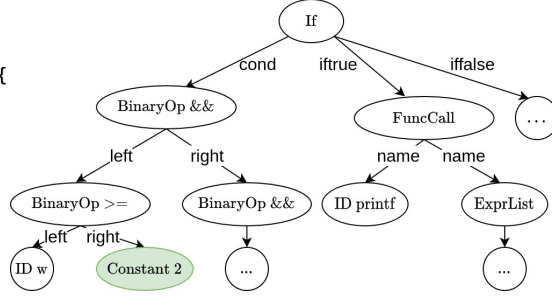 If
cond iftrue iffalse
{
BinaryOp && FuncCall ...
left right name name
BinaryOp >= BinaryOp && ID printf ExprList
left right
ID w Constant 2 ... ...